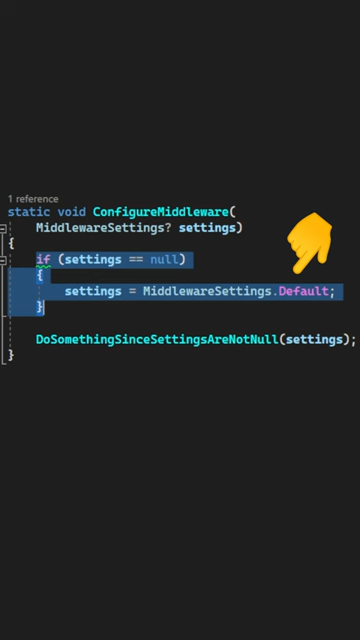 1 reference
static void ConfigureMiddleware(
MiddlewareSettings? settings)
{
if (settings == null)
{
settings = MiddlewareSettings.Default;
}
DoSomethingSinceSettingsAreNotNull(settings);
}